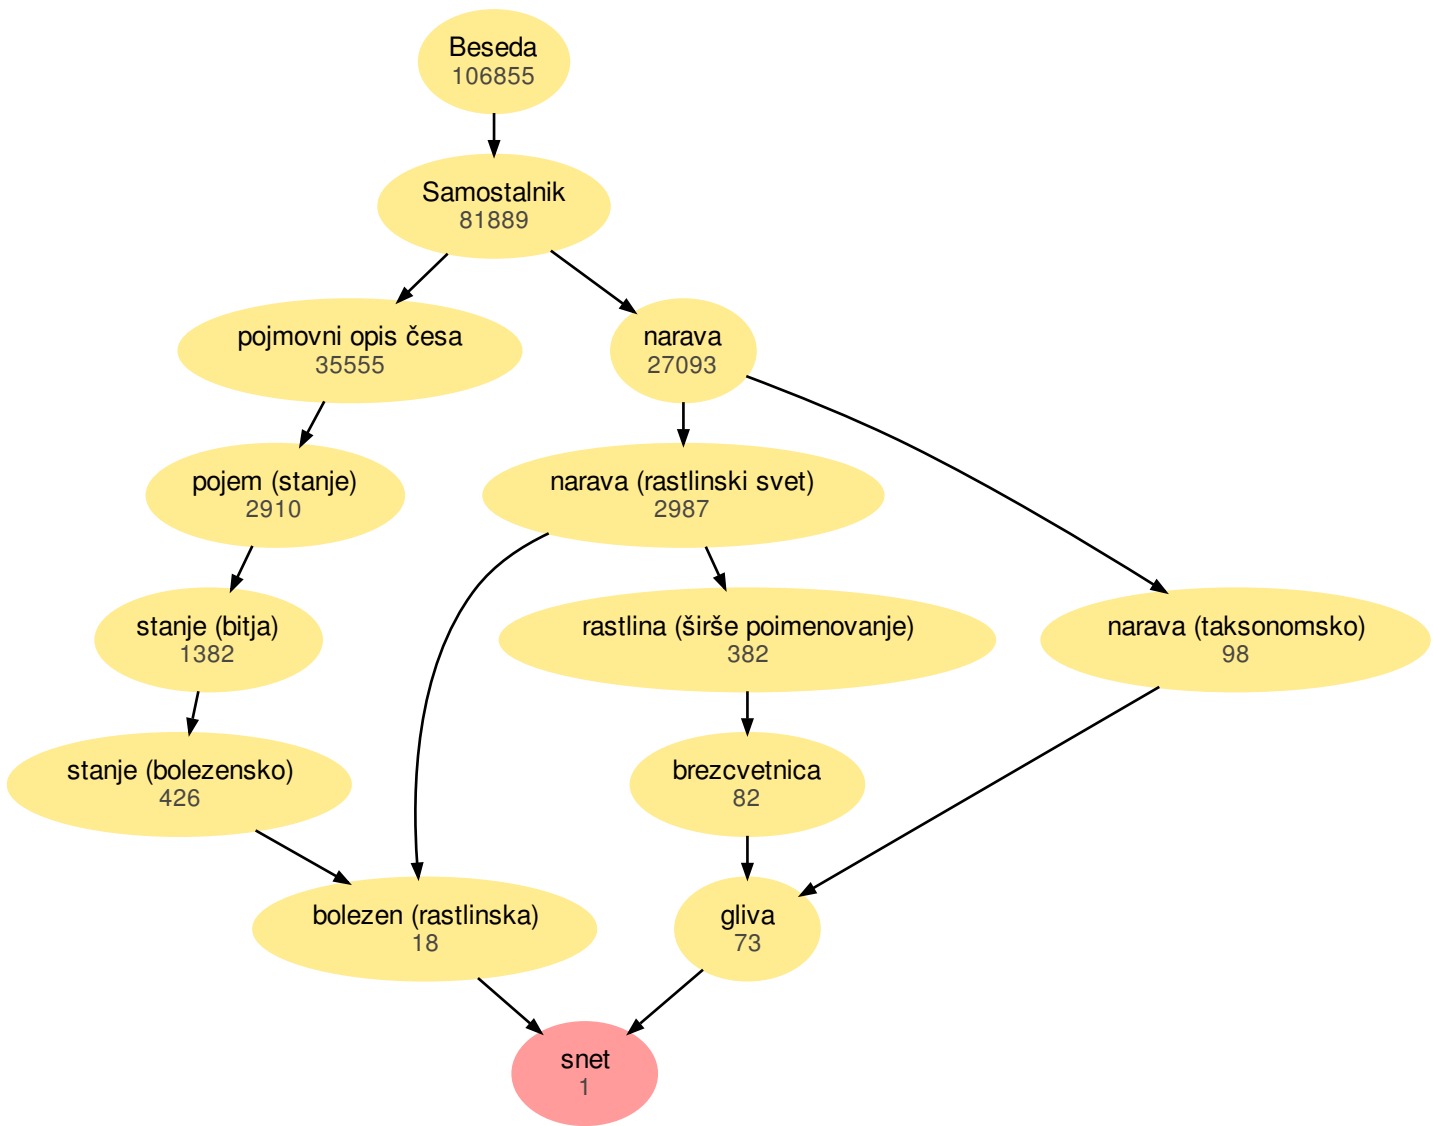 Beseda
106855
Samostalnik
81889
pojmovni opis česa
35555
narava
27093
pojem (stanje)
2910
narava (rastlinski svet)
2987
stanje (bitja)
1382
rastlina (širše poimenovanje)
382
narava (taksonomsko)
98
stanje (bolezensko)
426
brezcvetnica
82
bolezen (rastlinska)
18
gliva
73
snet
1